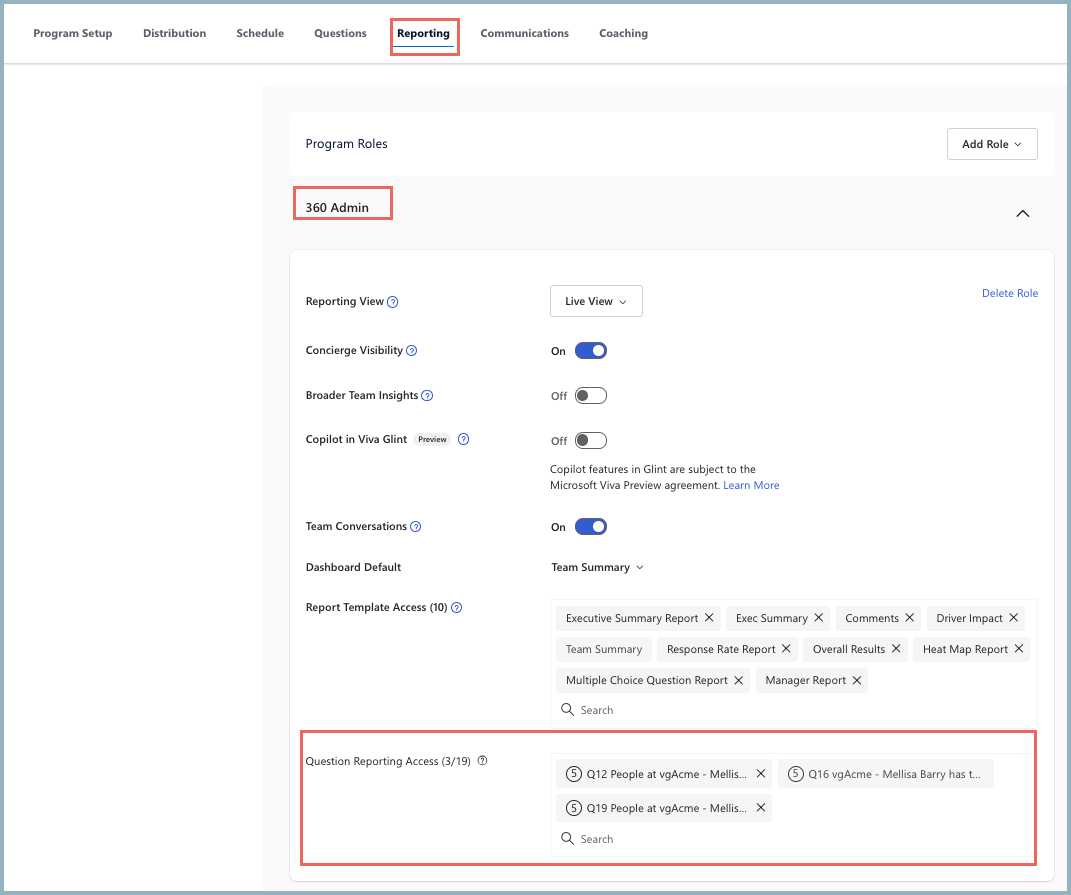 Program Setup Distribution Schedule Questions Reporting Communications Coaching
Program Roles
Add Role
360 Admin
Reporting View ?
Live View
Delete Role
Concierge Visibility ?
On
Broader Team Insights ?
Off
Copilot in Viva Glint Preview ?
Off
Copilot features in Glint are subject to the
Microsoft Viva Preview agreement. Learn More
Team Conversations ?
On
Dashboard Default
Team Summary
Report Template Access (10) ?
Executive Summary Report Exec Summary Comments Driver Impact
Team Summary Response Rate Report Overall Results Heat Map Report
Multiple Choice Question Report Manager Report
Search
Question Reporting Access (3/19) ?
5 Q12 People at vgAcme - Mellis... 5 Q16 vgAcme - Mellisa Barry has t...
5 Q19 People at vgAcme - Mellis...
Search